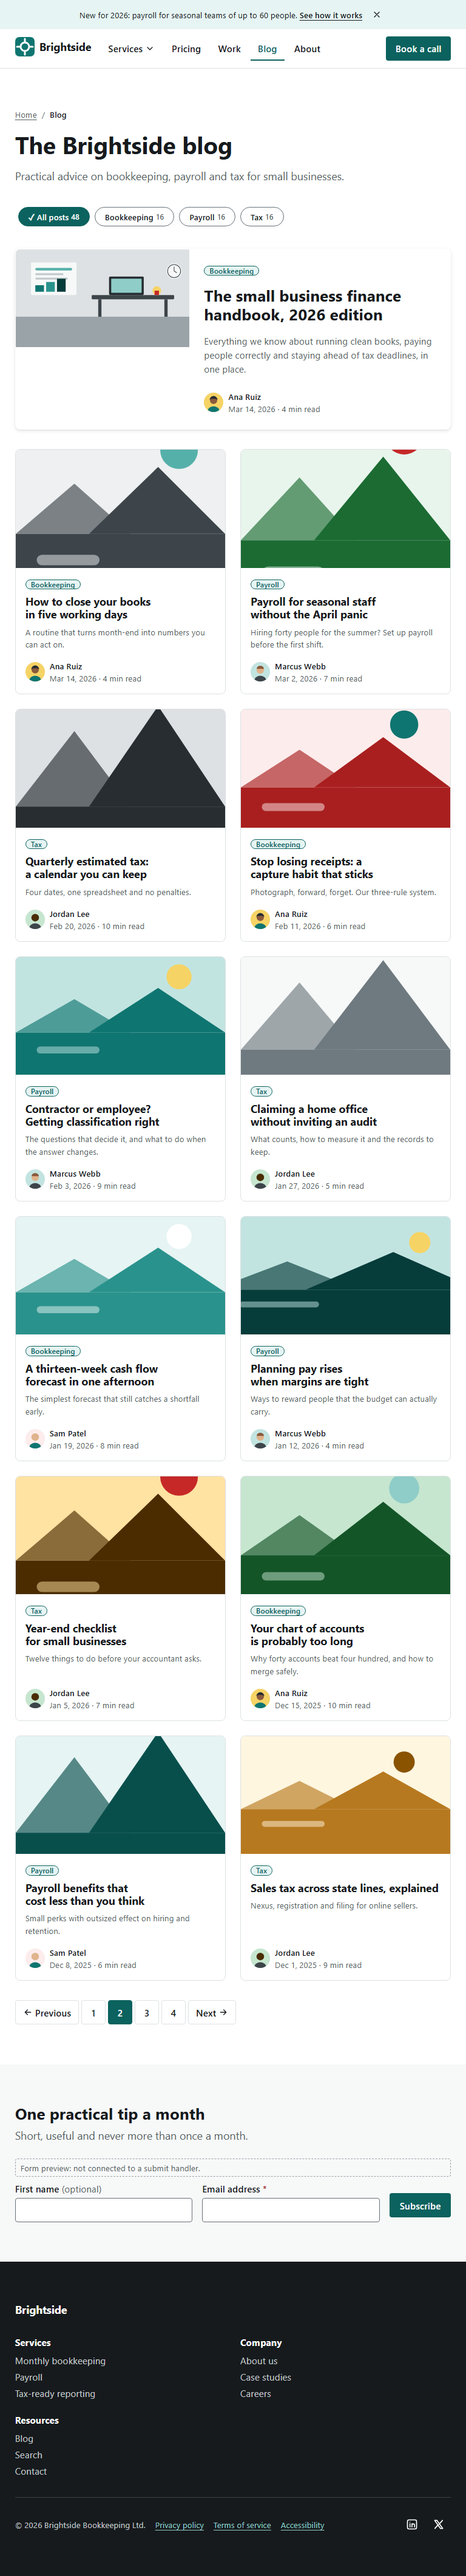 New for 2026: payroll for seasonal teams of up to 60 people. See how it works
Brightside
Services
Pricing
Work
Blog
About
Book a call
Home / Blog
The Brightside blog
Practical advice on bookkeeping, payroll and tax for small businesses.
All posts 48
Bookkeeping 16
Payroll 16
Tax 16
Bookkeeping
The small business finance
handbook, 2026 edition
Everything we know about running clean books, paying
people correctly and staying ahead of tax deadlines, in
one place.
Ana Ruiz
Mar 14, 2026 · 4 min read
Bookkeeping
How to close your books
in five working days
A routine that turns month-end into numbers you
can act on.
Ana Ruiz
Mar 14, 2026 · 4 min read
Payroll
Payroll for seasonal staff
without the April panic
Hiring forty people for the summer? Set up payroll
before the first shift.
Marcus Webb
Mar 2, 2026 · 7 min read
Tax
Quarterly estimated tax:
a calendar you can keep
Four dates, one spreadsheet and no penalties.
Jordan Lee
Feb 20, 2026 · 10 min read
Bookkeeping
Stop losing receipts: a
capture habit that sticks
Photograph, forward, forget. Our three-rule system.
Ana Ruiz
Feb 11, 2026 · 6 min read
Payroll
Contractor or employee?
Getting classification right
The questions that decide it, and what to do when
the answer changes.
Marcus Webb
Feb 3, 2026 · 9 min read
Tax
Claiming a home office
without inviting an audit
What counts, how to measure it and the records to
keep.
Jordan Lee
Jan 27, 2026 · 5 min read
Bookkeeping
A thirteen-week cash flow
forecast in one afternoon
The simplest forecast that still catches a shortfall
early.
Sam Patel
Jan 19, 2026 · 8 min read
Payroll
Planning pay rises
when margins are tight
Ways to reward people that the budget can actually
carry.
Marcus Webb
Jan 12, 2026 · 4 min read
Tax
Year-end checklist
for small businesses
Twelve things to do before your accountant asks.
Jordan Lee
Jan 5, 2026 · 7 min read
Bookkeeping
Your chart of accounts
is probably too long
Why forty accounts beat four hundred, and how to
merge safely.
Ana Ruiz
Dec 15, 2025 · 10 min read
Payroll
Payroll benefits that
cost less than you think
Small perks with outsized effect on hiring and
retention.
Sam Patel
Dec 8, 2025 · 6 min read
Tax
Sales tax across state lines, explained
Nexus, registration and filing for online sellers.
Jordan Lee
Dec 1, 2025 · 9 min read
Previous
1
2
3
4
Next
One practical tip a month
Short, useful and never more than once a month.
Form preview: not connected to a submit handler.
First name (optional)
Email address *
Subscribe
Brightside
Services
Monthly bookkeeping
Payroll
Tax-ready reporting
Company
About us
Case studies
Careers
Resources
Blog
Search
Contact
© 2026 Brightside Bookkeeping Ltd.
Privacy policy
Terms of service
Accessibility